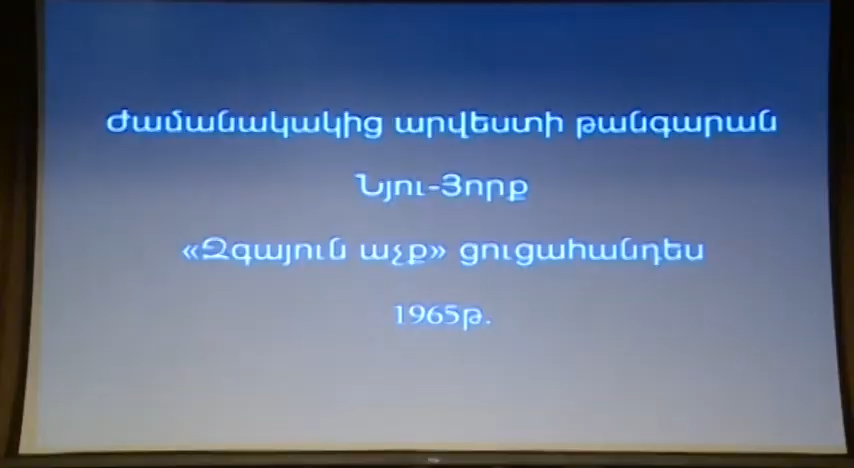 Ժամանակակից արվեստի թանգարան
Նյու-Յորք
«Զգայուն աչք» ցուցահանդես
1965թ.